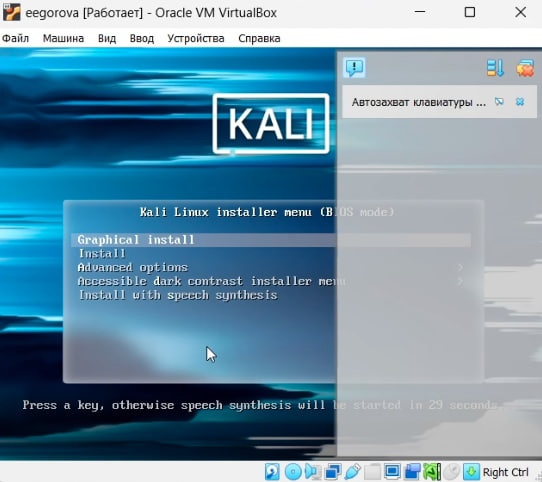 eegorova [Работает] - Oracle VM VirtualBox
Файл Машина Вид Ввод Устройства Справка
Автозахват клавиатуры ...
KALI
Kali Linux installer menu (BIOS mode)
Graphical install
Install
Advanced options
Accessible dark contrast installer menu
Install with speech synthesis
Press a key, otherwise speech synthesis will be started in 29 seconds...
Right Ctrl